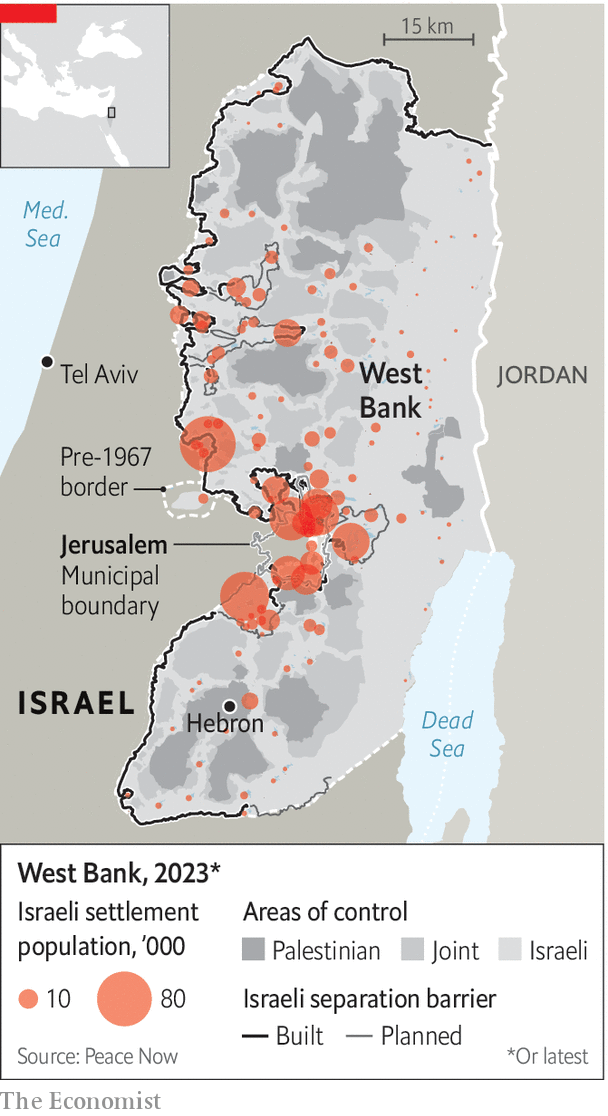 15 km
Med.
Sea
Tel Aviv
West
Bank
JORDAN
Pre-1967
border
Jerusalem
Municipal
boundary
ISRAEL
Hebron
Dead
Sea
West Bank, 2023*
Israeli settlement
population, ’000
10 80
Areas of control
Palestinian Joint Israeli
Israeli separation barrier
Built Planned
Source: Peace Now
*Or latest
The Economist